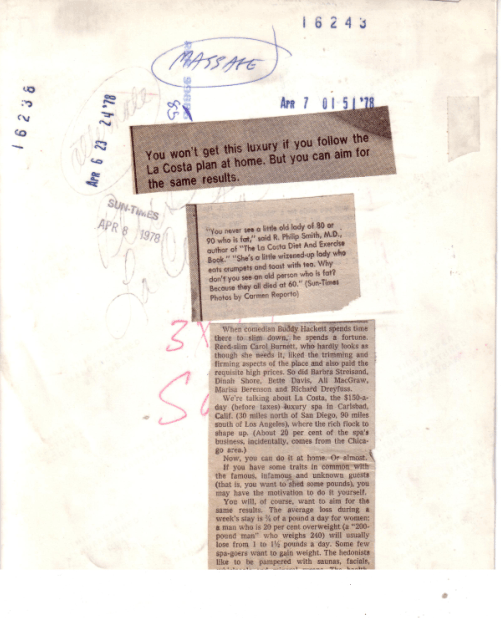 16243
MASSAGE
16236
APR 6 23 24 '78
APR 7 01 51 '78
You won't get this luxury if you follow the
La Costa plan at home. But you can aim for
the same results.
SUN-TIMES
APR 8 1978
"You never see a little old lady of 80 or
90 who is fat," said R. Philip Smith, M.D.,
author of "The La Costa Diet And Exercise
Book." "She's a little wizened-up lady who
eats crumpets and toast with tea. Why
don't you see an old person who is fat?
Because they all died at 60." (Sun-Times
Photos by Carmen Reporto)
When comedian Buddy Hackett spends time
there to slim down, he spends a fortune.
Reed-slim Carol Burnett, who hardly looks as
though she needs it, liked the trimming and
firming aspects of the place and also paid the
requisite high prices. So did Barbra Streisand,
Dinah Shore, Bette Davis, Ali MacGraw,
Marisa Berenson and Richard Dreyfuss.
We're talking about La Costa, the $150-a-
day (before taxes) luxury spa in Carlsbad,
Calif. (30 miles north of San Diego, 90 miles
south of Los Angeles), where the rich flock to
shape up. (About 20 per cent of the spa's
business, incidentally, comes from the Chica-
go area.)
Now, you can do it at home. Or almost.
If you have some traits in common with
the famous, infamous and unknown guests
(that is, you want to shed some pounds), you
may have the motivation to do it yourself.
You will, of course, want to aim for the
same results. The average loss during a
week's stay is ¾ of a pound a day for women;
a man who is 20 per cent overweight (a "200-
pound man" who weighs 240) will usually
lose from 1 to 1½ pounds a day. Some few
spa-goers want to gain weight. The hedonists
like to be pampered with saunas, facials,